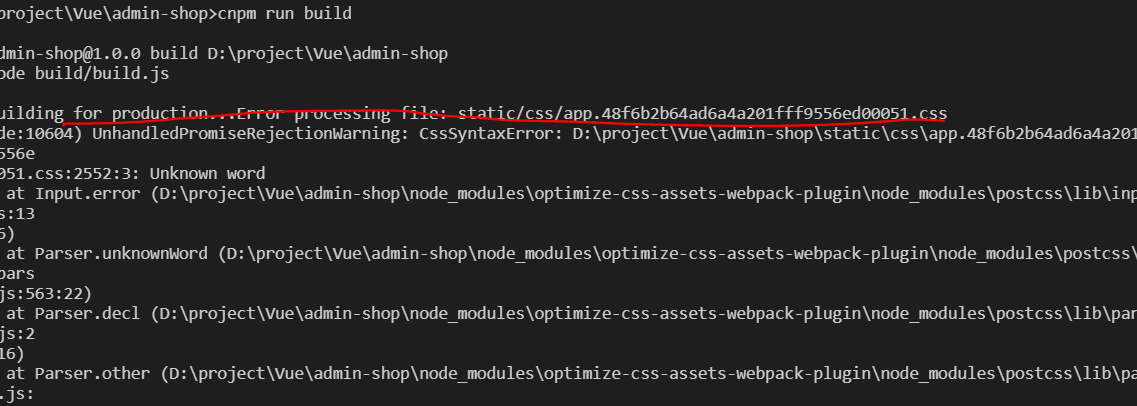 project\Vue\admin-shop>cnpm run build
dmin-shop@1.0.0 build D:\project\Vue\admin-shop
ode build/build.js
uilding for production...Error processing file: static/css/app.48f6b2b64ad6a4a201fff9556ed00051.css
de:10604) UnhandledPromiseRejectionWarning: CssSyntaxError: D:\project\Vue\admin-shop\static\css\app.48f6b2b64ad6a4a201
556e
051.css:2552:3: Unknown word
at Input.error (D:\project\Vue\admin-shop\node_modules\optimize-css-assets-webpack-plugin\node_modules\postcss\lib\inp
s:13
6)
at Parser.unknownWord (D:\project\Vue\admin-shop\node_modules\optimize-css-assets-webpack-plugin\node_modules\postcss\
pars
js:563:22)
at Parser.decl (D:\project\Vue\admin-shop\node_modules\optimize-css-assets-webpack-plugin\node_modules\postcss\lib\par
js:2
16)
at Parser.other (D:\project\Vue\admin-shop\node_modules\optimize-css-assets-webpack-plugin\node_modules\postcss\lib\pa
.js: